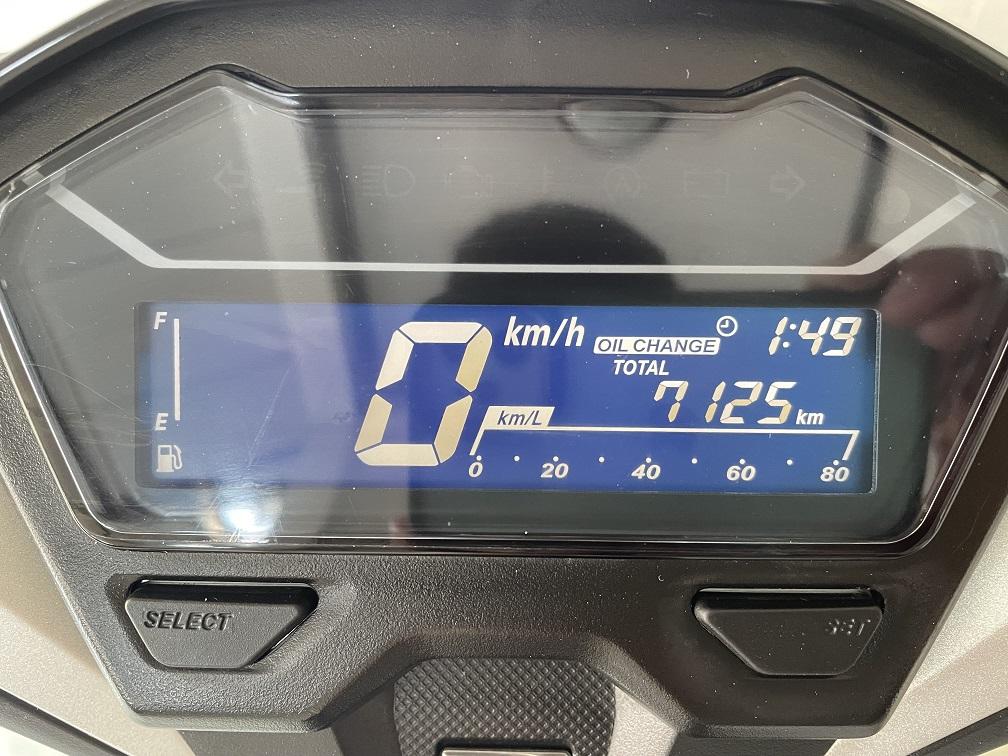 F
km/h
OIL CHANGE
1:49
TOTAL
7125 km
E
0
km/L
0 20 40 60 80
SELECT
SET